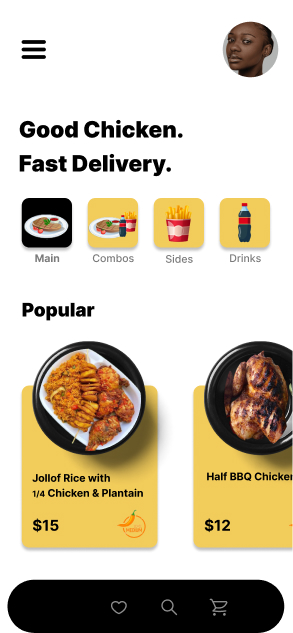 Good Chicken.
Fast Delivery.
Main
Combos
Sides
Drinks
Popular
Jollof Rice with
1/4 Chicken & Plantain
$15
Half BBQ Chicken
$12